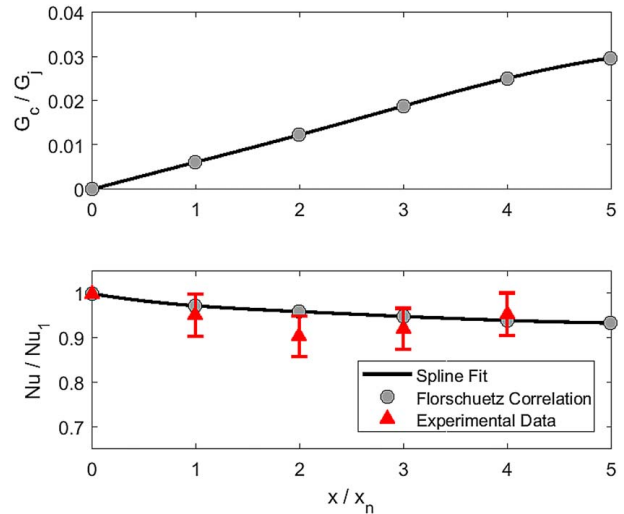 0.04
0.03
0.02
0.01
0
G_c / G_j
0 1 2 3 4 5
1
0.9
0.8
0.7
Nu / Nu_1
Spline Fit
Florschuetz Correlation
Experimental Data
0 1 2 3 4 5
x / x_n